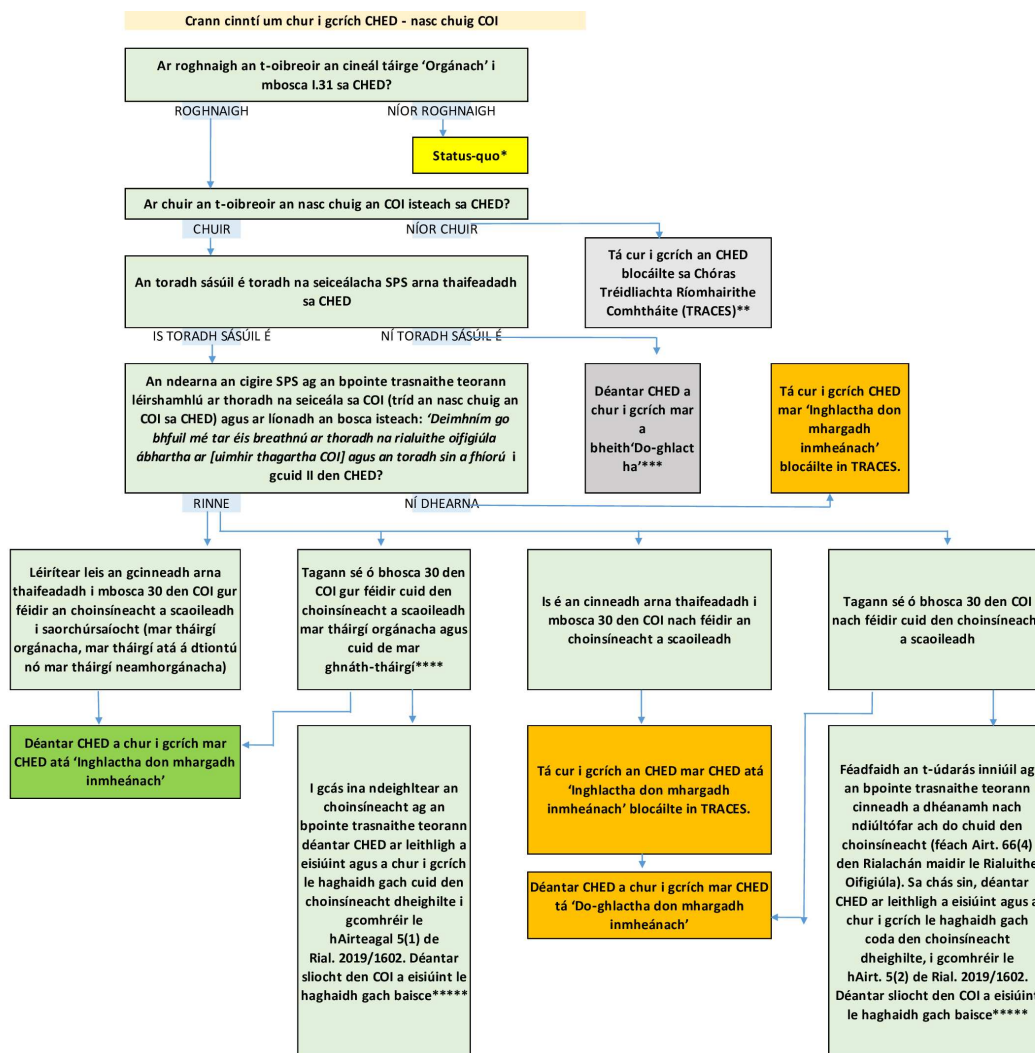 Crann cinntí um chur i gcrích CHED - nasc chuig COI
Ar roghnaigh an t-oibreoir an cineál táirge ‘Orgánach’ i
mbosca I.31 sa CHED?
ROGHNAIGH
NÍOR ROGHNAIGH
Status-quo*
Ar chuir an t-oibreoir an nasc chuig an COI isteach sa CHED?
CHUIR
NÍOR CHUIR
Tá cur i gcrích an CHED
blocáilte sa Chóras
Tréidliachta Ríomhairithe
Comhtháite (TRACES)**
An toradh sásúil é toradh na seiceálacha SPS arna thaifeadadh
sa CHED
IS TORADH SÁSÚIL É
NÍ TORADH SÁSÚIL É
An ndearna an cigire SPS ag an bpointe trasnaithe teorann
léirshamhlú ar thoradh na seiceála sa COI (tríd an nasc chuig an
COI sa CHED) agus ar líonadh an bosca isteach: ‘Deimhním go
bhfuil mé tar éis breathnú ar thoradh na rialuithe oifigiúla
ábhartha ar [uimhir thagartha COI] agus an toradh sin a fhíorú i
gcuid II den CHED?
Déantar CHED a
chur i gcrích mar
a
bheith‘Do-ghlact
ha’***
Tá cur i gcrích CHED
mar ‘Inghlactha don
mhargadh
inmheánach’
blocáilte in TRACES.
RINNE
NÍ DHEARNA
Léirítear leis an gcinneadh arna
thaifeadadh i mbosca 30 den COI gur
féidir an choinsíneacht a scaoileadh
i saorchúrsaíocht (mar tháirgí
orgánacha, mar tháirgí atá á dtiontú
nó mar tháirgí neamhorgánacha)
Tagann sé ó bhosca 30 den
COI gur féidir cuid den
choinsíneacht a scaoileadh
mar tháirgí orgánacha agus
cuid de mar
ghnáth-tháirgí****
Is é an cinneadh arna thaifeadadh i
mbosca 30 den COI nach féidir an
choinsíneacht a scaoileadh
Tagann sé ó bhosca 30 den COI
nach féidir cuid den choinsíneacht
a scaoileadh
Déantar CHED a chur i gcrích mar
CHED atá ‘Inghlactha don mhargadh
inmheánach’
I gcás ina ndeighltear an
choinsíneacht ag an
bpointe trasnaithe teorann
déantar CHED ar leithligh a
eisiúint agus a chur i gcrích
le haghaidh gach cuid den
choinsíneacht dheighilte i
gcomhréir le
hAirteagal 5(1) de
Rial. 2019/1602. Déantar
sliocht den COI a eisiúint le
haghaidh gach baisce*****
Tá cur i gcrích an CHED mar CHED atá
‘Inghlactha don mhargadh
inmheánach’ blocáilte in TRACES.
Déantar CHED a chur i gcrích mar CHED
tá ‘Do-ghlactha don mhargadh
inmheánach’
Féadfaidh an t-údarás inniúil ag
an bpointe trasnaithe teorann
cinneadh a dhéanamh nach
ndiúltófar ach do chuid den
choinsíneacht (féach Airt. 66(4)
den Rialachán maidir le Rialuithe
Oifigiúla). Sa chás sin, déantar
CHED ar leithligh a eisiúint agus a
chur i gcrích le haghaidh gach
coda den choinsíneacht
dheighilte, i gcomhréir le
hAirt. 5(2) de Rial. 2019/1602.
Déantar sliocht den COI a eisiúint
le haghaidh gach baisce*****